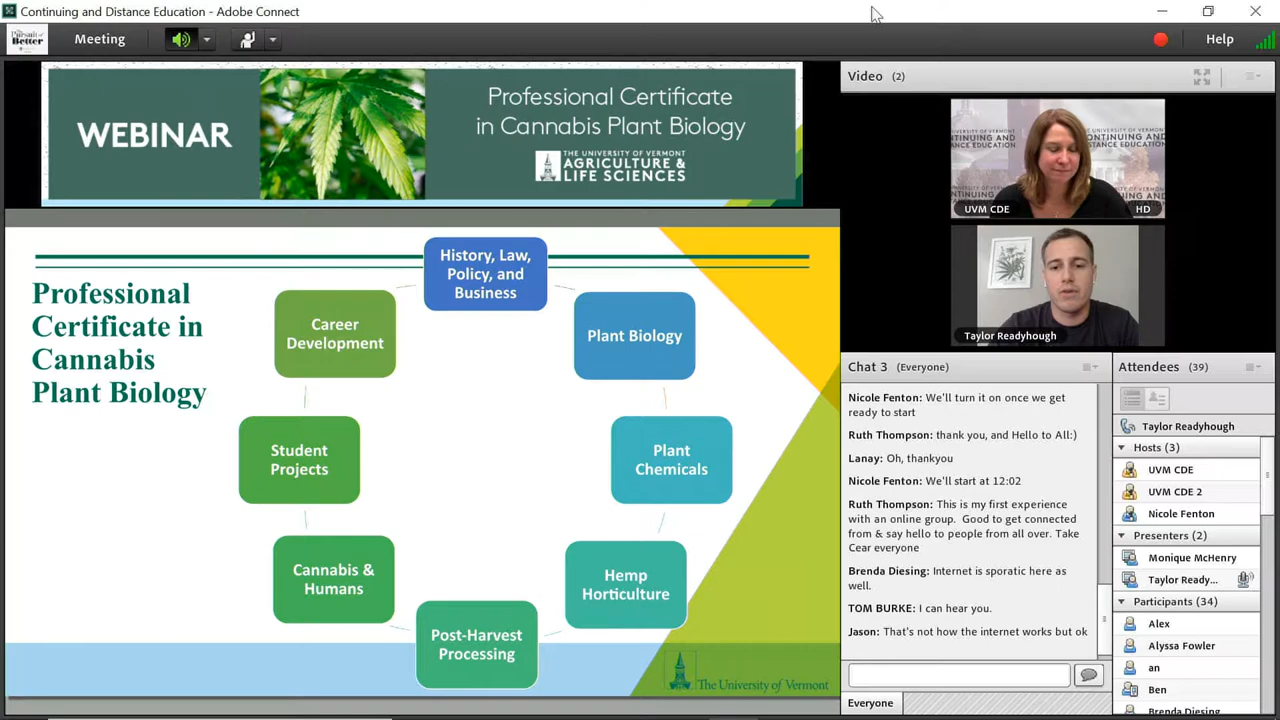 Continuing and Distance Education - Adobe Connect
Pursuit of
Better
Meeting
Help
WEBINAR
Professional Certificate
in Cannabis Plant Biology
THE UNIVERSITY OF VERMONT
AGRICULTURE &
LIFE SCIENCES
Professional
Certificate in
Cannabis
Plant Biology
History, Law,
Policy, and
Business
Plant Biology
Plant
Chemicals
Hemp
Horticulture
Post-Harvest
Processing
Cannabis &
Humans
Student
Projects
Career
Development
The University of Vermont
Video (2)
UVM CDE
HD
Taylor Readyhough
Chat 3 (Everyone)
Nicole Fenton: We'll turn it on once we get
ready to start
Ruth Thompson: thank you, and Hello to All:)
Lanay: Oh, thankyou
Nicole Fenton: We'll start at 12:02
Ruth Thompson: This is my first experience
with an online group. Good to get connected
from & say hello to people from all over. Take
Cear everyone
Brenda Diesing: Internet is sporatic here as
well.
TOM BURKE: I can hear you.
Jason: That's not how the internet works but ok
Everyone
Attendees (39)
Taylor Readyhough
Hosts (3)
UVM CDE
UVM CDE 2
Nicole Fenton
Presenters (2)
Monique McHenry
Taylor Ready...
Participants (34)
Alex
Alyssa Fowler
an
Ben
Brenda Diesing